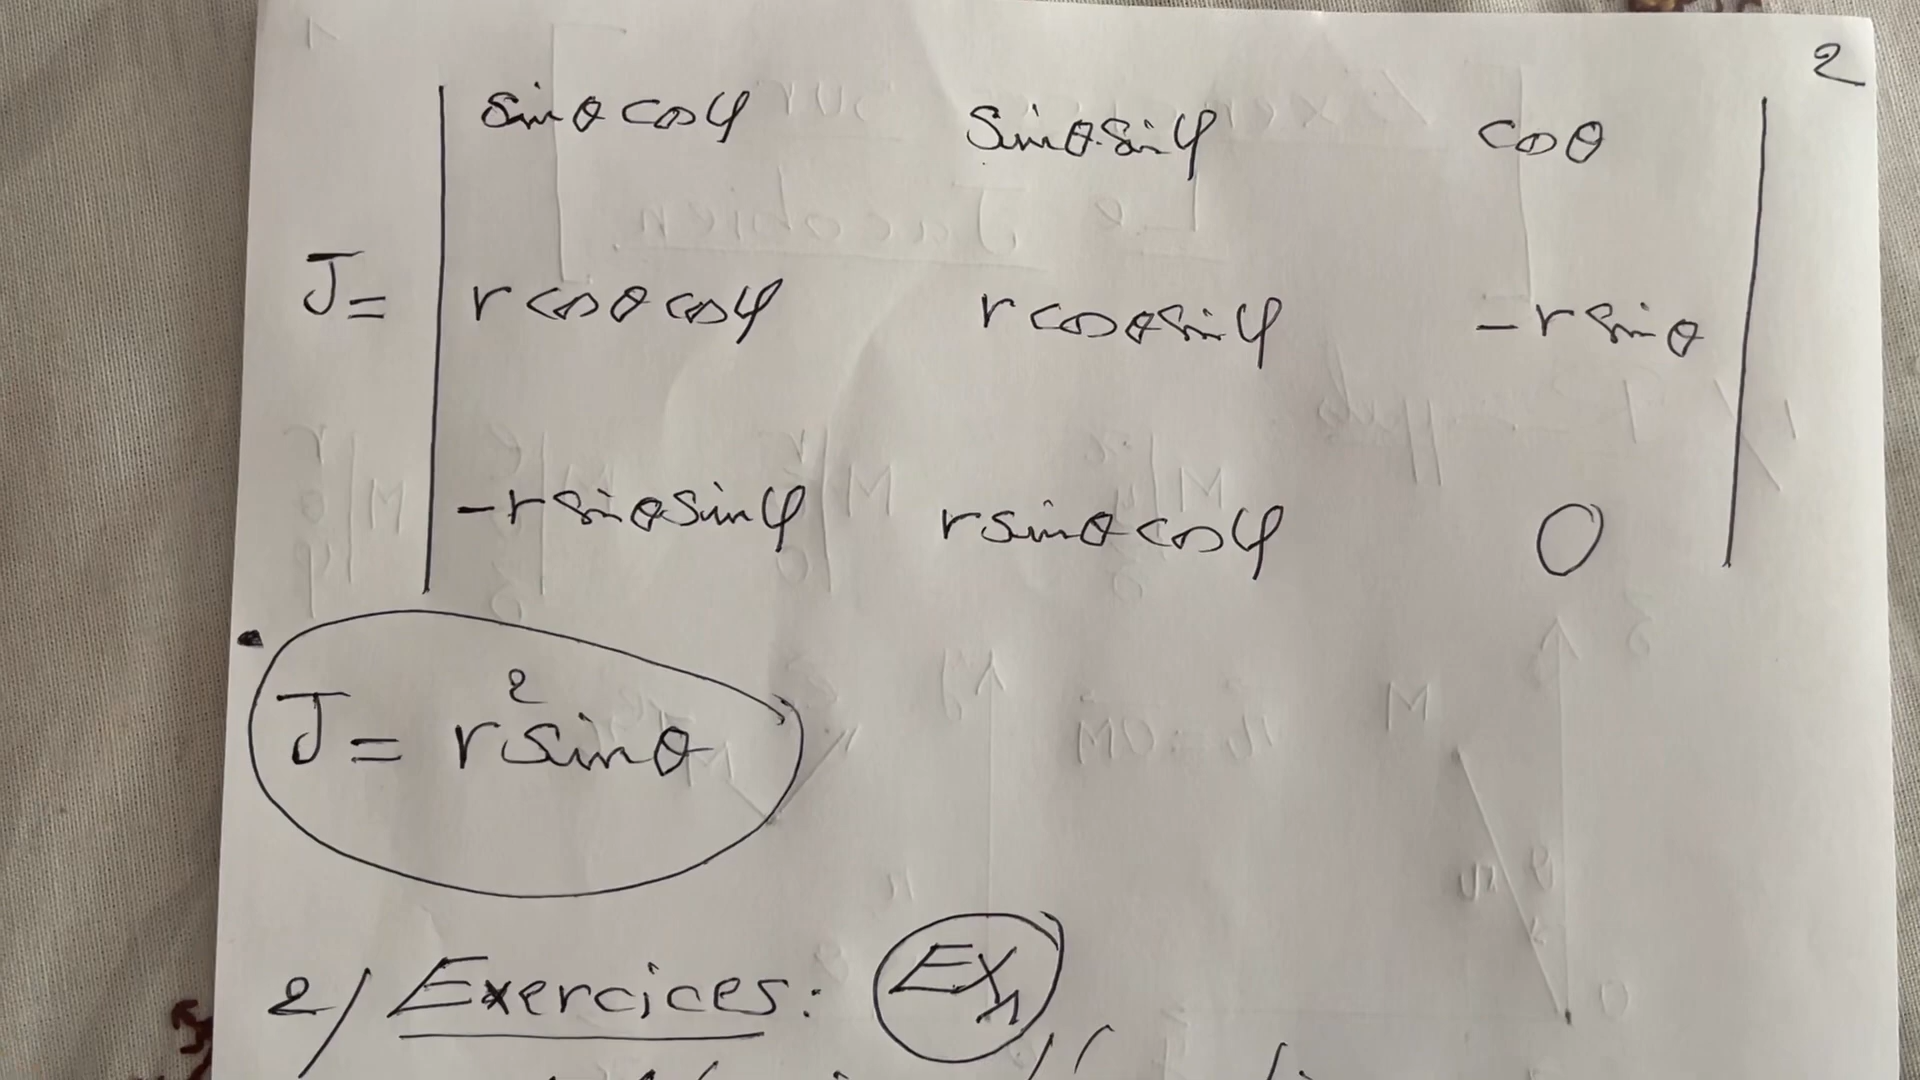 2
sinθ cosφ sinθ sinφ cosθ
J = r cosθ cosφ r cosθ sinφ - r sinθ
- r sinθ sinφ r sinθ cosφ 0
J = r² sinθ
2/ Exercices : EX1